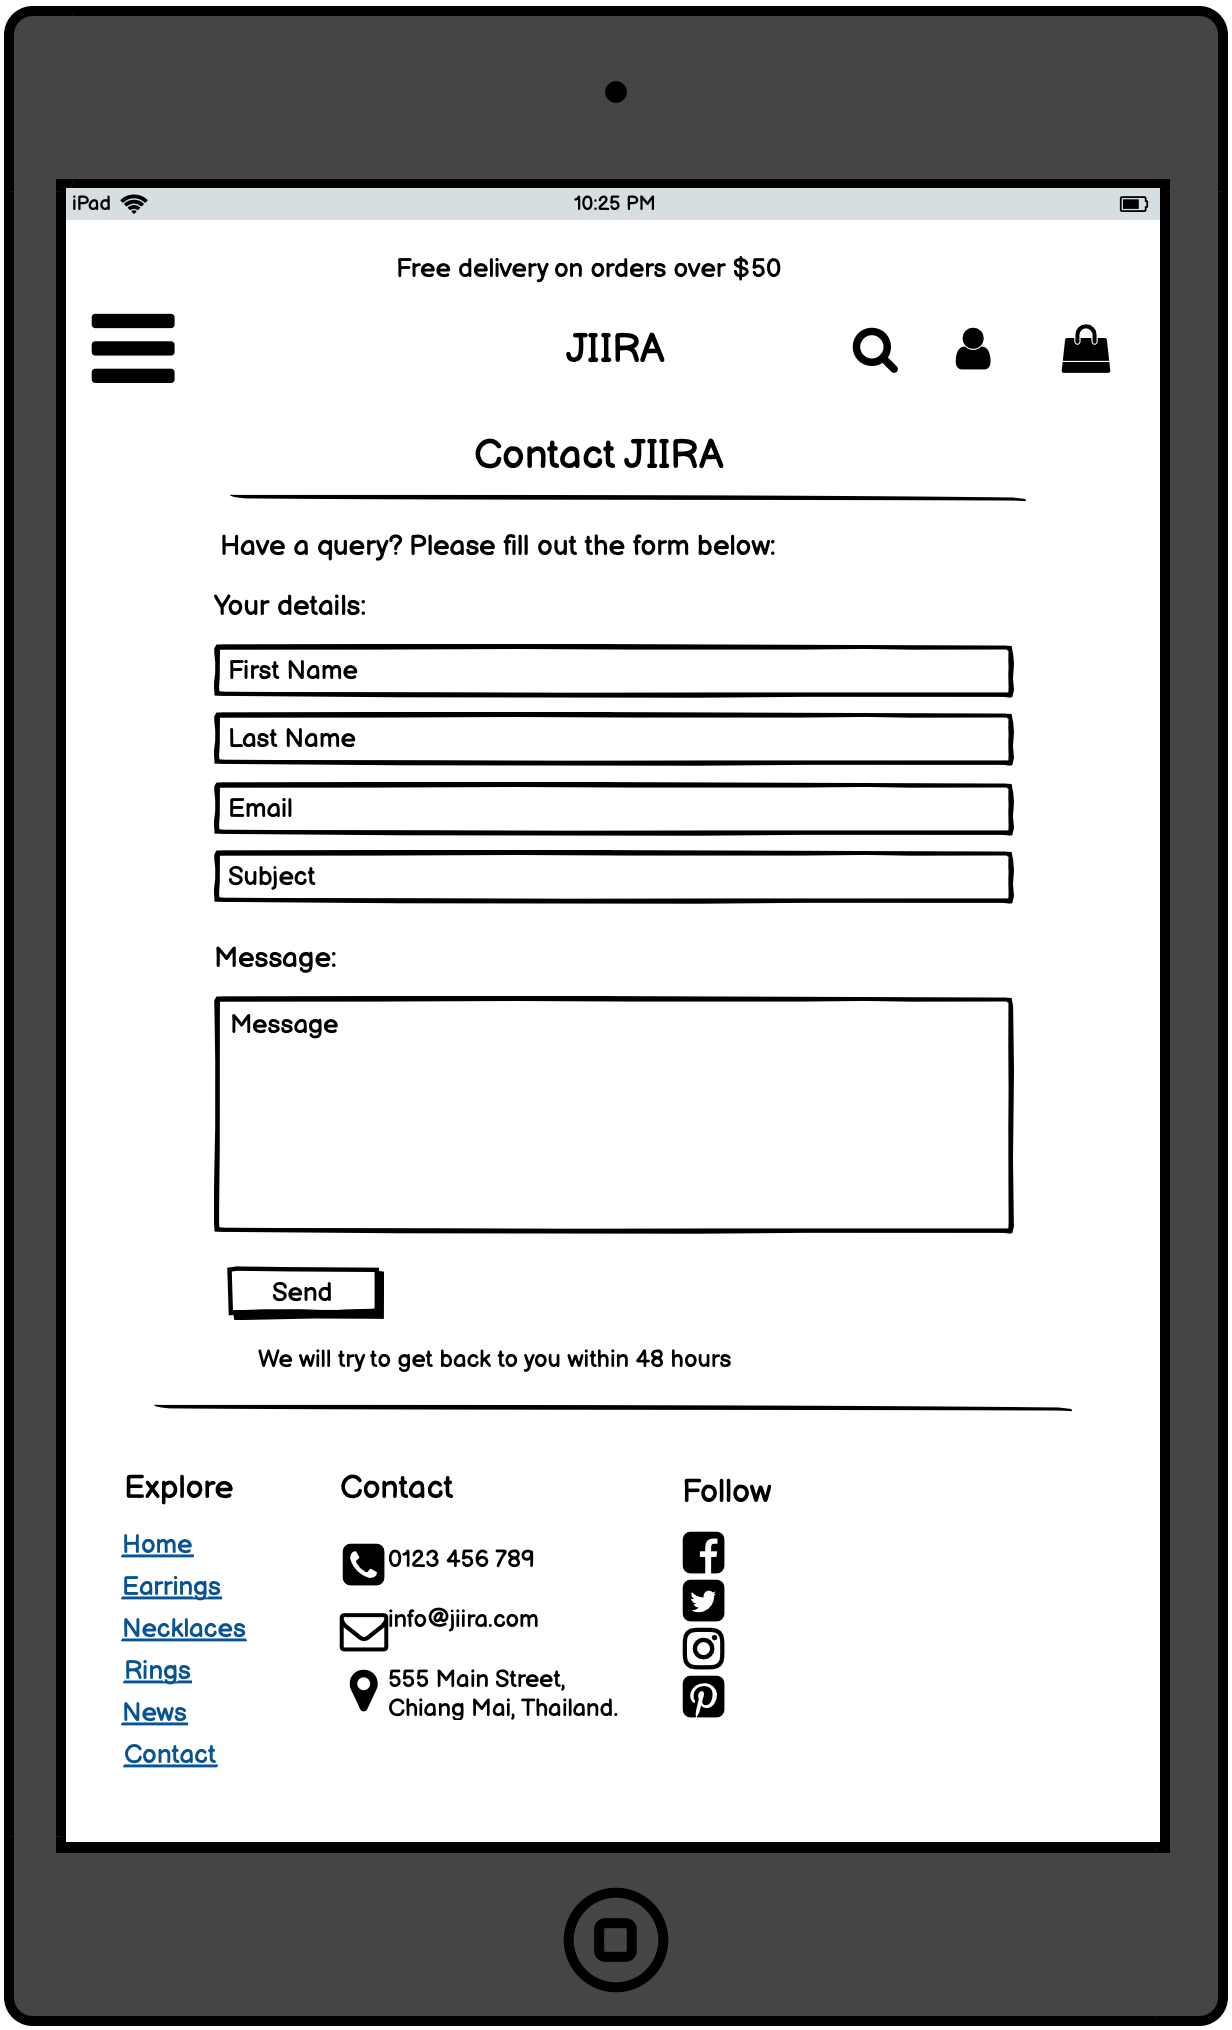 iPad
10:25 PM
Free delivery on orders over $50
JIIRA
Contact JIIRA
Have a query? Please fill out the form below:
Your details:
First Name
Last Name
Email
Subject
Message:
Message
Send
We will try to get back to you within 48 hours
Explore
Home
Earrings
Necklaces
Rings
News
Contact
Contact
0123 456 789
info@jiira.com
555 Main Street,
Chiang Mai, Thailand.
Follow